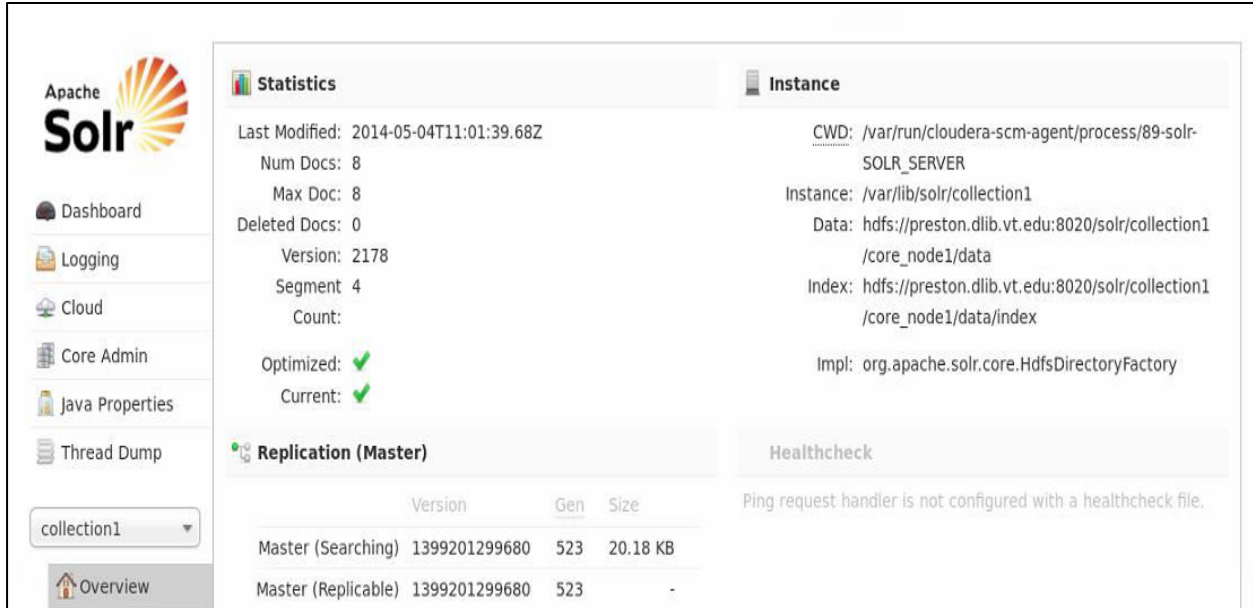 Apache
Solr
Dashboard
Logging
Cloud
Core Admin
Java Properties
Thread Dump
collection1
Overview
Statistics
Last Modified: 2014-05-04T11:01:39.68Z
Num Docs: 8
Max Doc: 8
Deleted Docs: 0
Version: 2178
Segment 4
Count:
Optimized:
Current:
Instance
CWD: /var/run/cloudera-scm-agent/process/89-solr-
SOLR_SERVER
Instance: /var/lib/solr/collection1
Data: hdfs://preston.dlib.vt.edu:8020/solr/collection1
/core_node1/data
Index: hdfs://preston.dlib.vt.edu:8020/solr/collection1
/core_node1/data/index
Impl: org.apache.solr.core.HdfsDirectoryFactory
Replication (Master)
Version Gen Size
Master (Searching) 1399201299680 523 20.18 KB
Master (Replicable) 1399201299680 523 -
Healthcheck
Ping request handler is not configured with a healthcheck file.